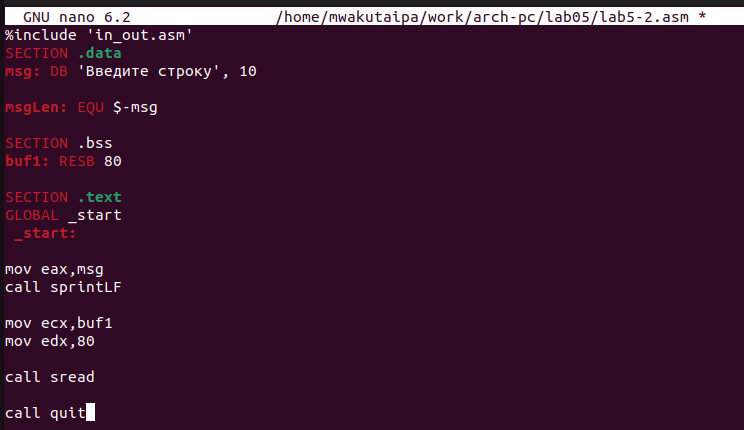 GNU nano 6.2 /home/mwakutaipa/work/arch-pc/lab05/lab5-2.asm *
%include 'in_out.asm'
SECTION .data
msg: DB 'Введите строку', 10
msgLen: EQU $-msg
SECTION .bss
buf1: RESB 80
SECTION .text
GLOBAL _start
_start:
mov eax,msg
call sprintLF
mov ecx,buf1
mov edx,80
call sread
call quit